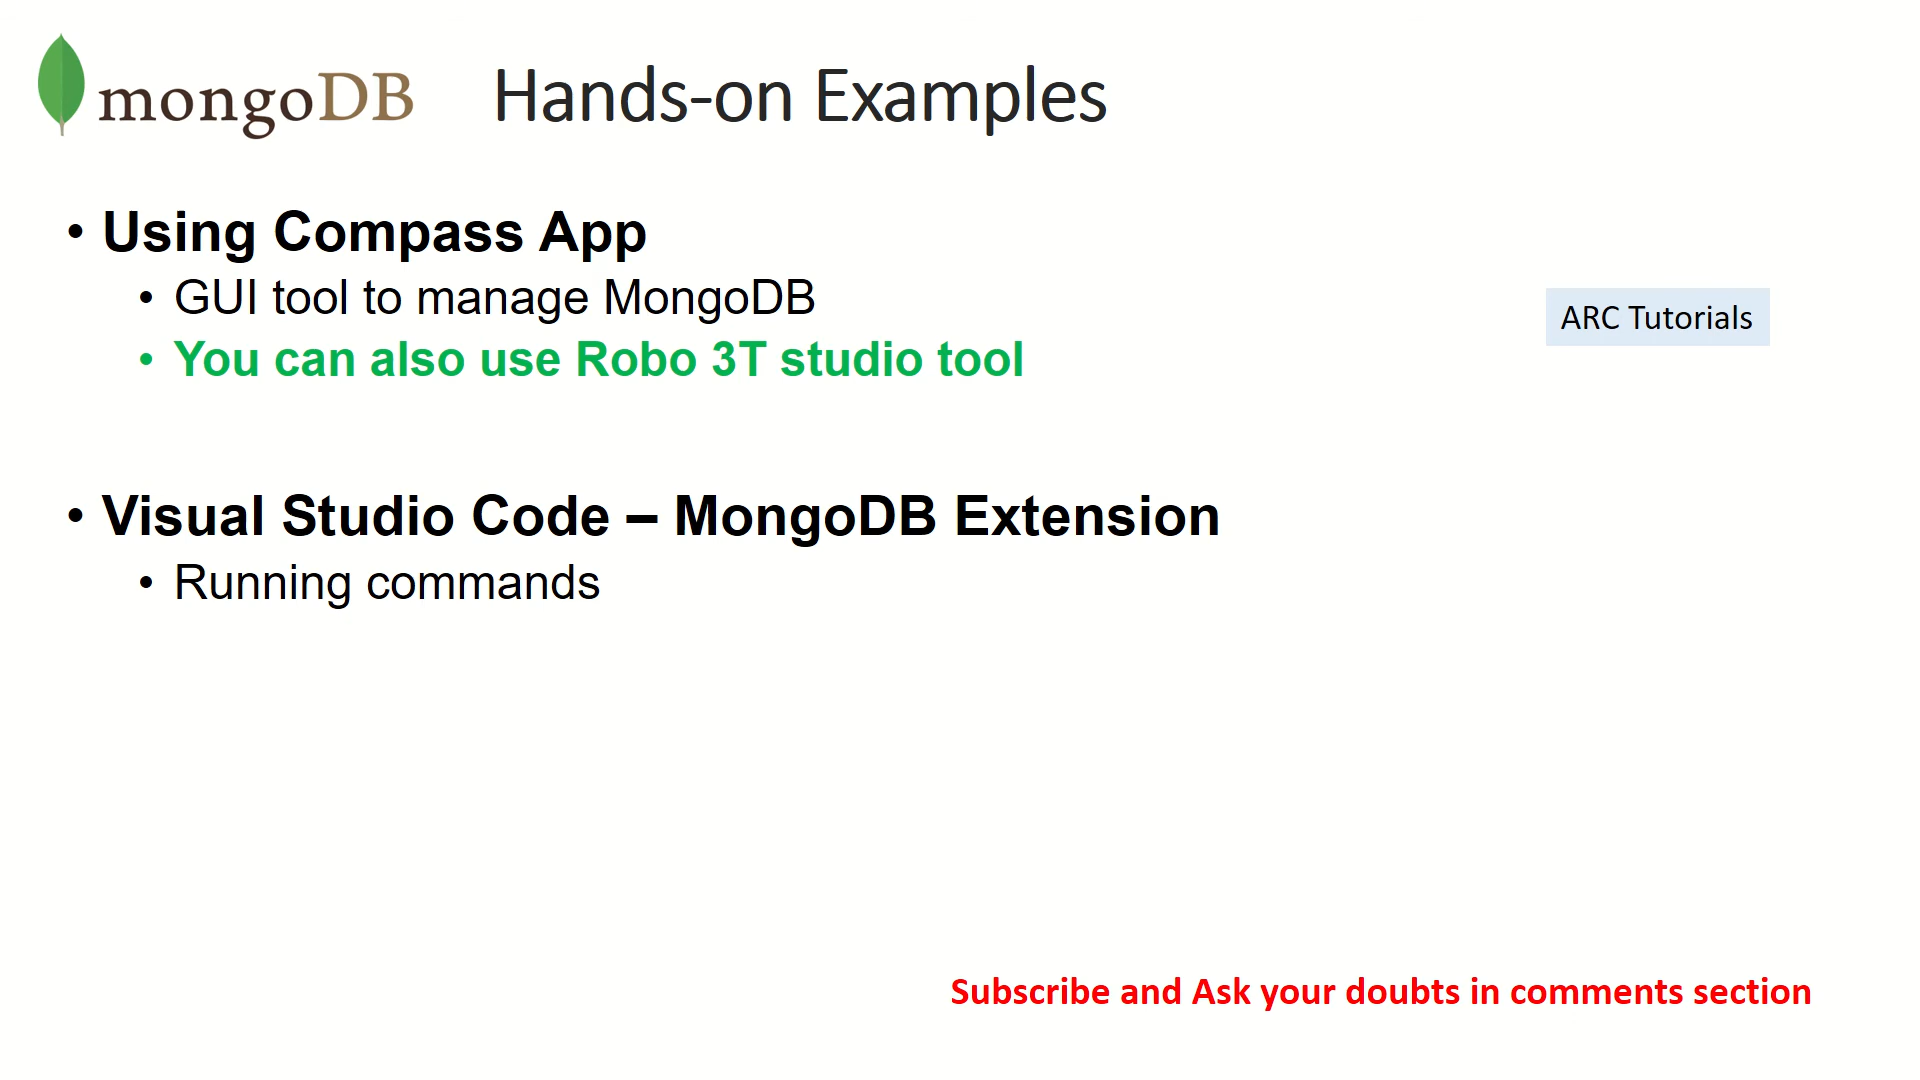 mongoDB Hands-on Examples
• Using Compass App
• GUI tool to manage MongoDB
ARC Tutorials
• You can also use Robo 3T studio tool
• Visual Studio Code – MongoDB Extension
• Running commands
Subscribe and Ask your doubts in comments section